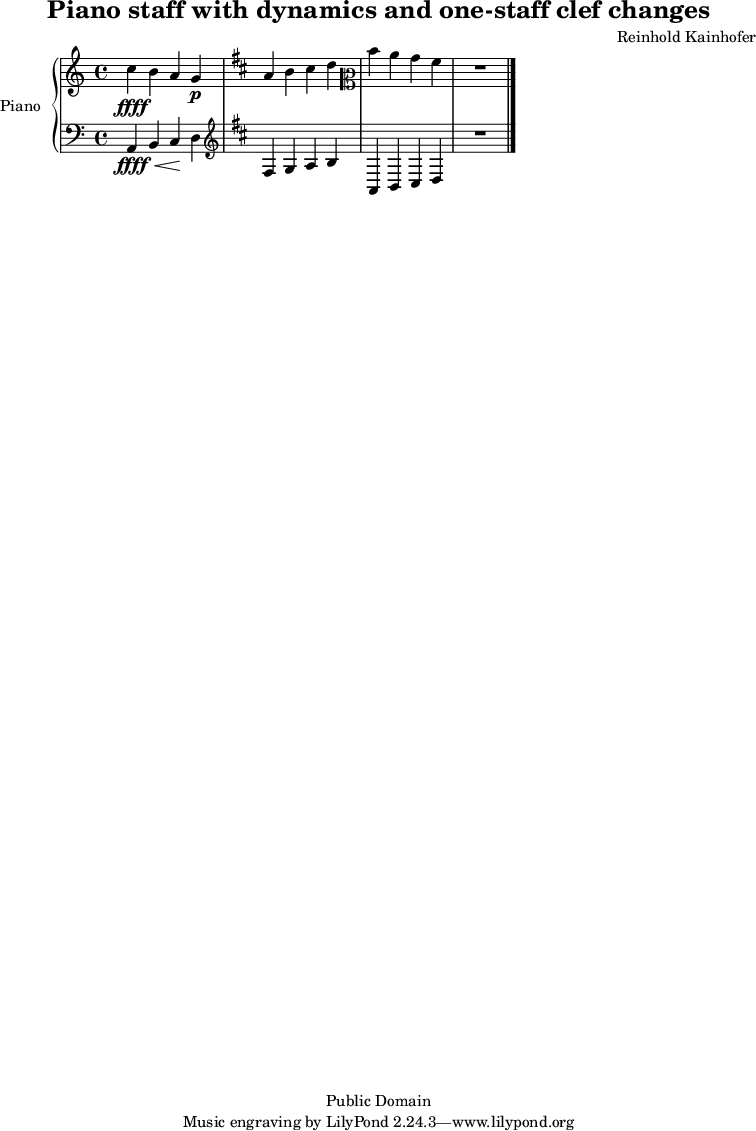 Piano staff with dynamics and one-staff clef changes
Reinhold Kainhofer
Piano
ffff p
ffff
Public Domain
Music engraving by LilyPond 2.24.3—www.lilypond.org